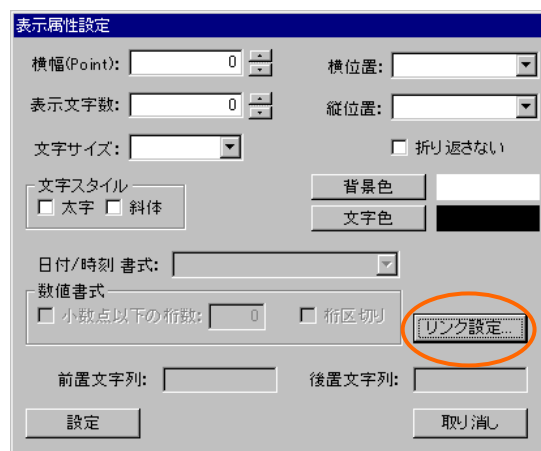 表示属性設定
横幅(Point): 0 横位置:
表示文字数: 0 縦位置:
文字サイズ: 折り返さない
文字スタイル 背景色
太字 斜体 文字色
日付/時刻 書式:
数値書式
小数点以下の桁数: 0 桁区切り リンク設定...
前置文字列: 後置文字列:
設定 取り消し